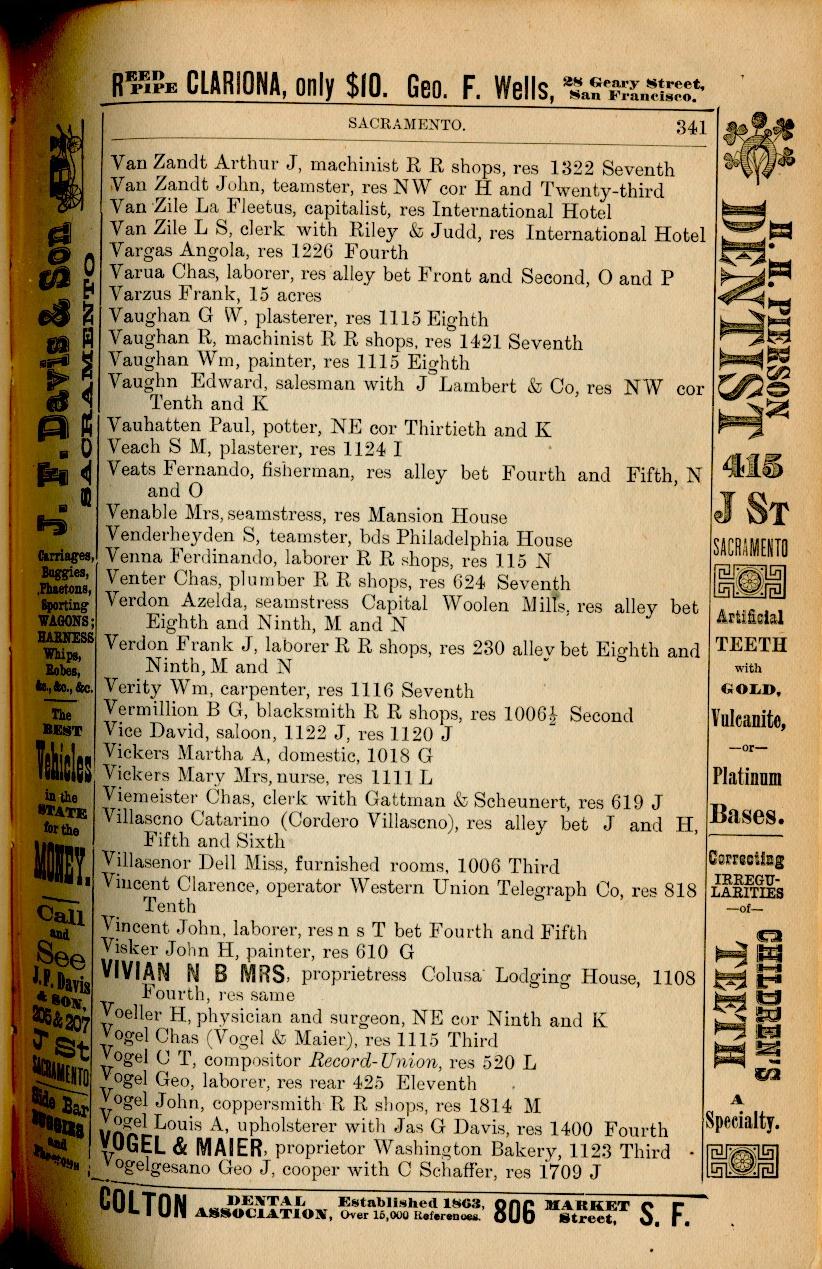 REED PIPE CLARIONA, only $10. Geo. F. Wells, 28 Geary Street, San Francisco.
SACRAMENTO. 341
Van Zandt Arthur J, machinist R R shops, res 1322 Seventh
Van Zandt John, teamster, res NW cor H and Twenty-third
Van Zile La Fleetus, capitalist, res International Hotel
Van Zile L S, clerk with Riley & Judd, res International Hotel
Vargas Angola, res 1226 Fourth
Varua Chas, laborer, res alley bet Front and Second, O and P
Varzus Frank, 15 acres
Vaughan G W, plasterer, res 1115 Eighth
Vaughan R, machinist R R shops, res 1421 Seventh
Vaughan Wm, painter, res 1115 Eighth
Vaughn Edward, salesman with J Lambert & Co, res NW cor
Tenth and K
Vauhatten Paul, potter, NE cor Thirtieth and K
Veach S M, plasterer, res 1124 I
Veats Fernando, fisherman, res alley bet Fourth and Fifth, N
and O
Venable Mrs, seamstress, res Mansion House
Venderheyden S, teamster, bds Philadelphia House
Venna Ferdinando, laborer R R shops, res 115 N
Venter Chas, plumber R R shops, res 624 Seventh
Verdon Azelda, seamstress Capital Woolen Mills, res alley bet
Eighth and Ninth, M and N
Verdon Frank J, laborer R R shops, res 230 alley bet Eighth and
Ninth, M and N
Verity Wm, carpenter, res 1116 Seventh
Vermillion B G, blacksmith R R shops, res 1006½ Second
Vice David, saloon, 1122 J, res 1120 J
Vickers Martha A, domestic, 1018 G
Vickers Mary Mrs, nurse, res 1111 L
Viemeister Chas, clerk with Gattman & Scheunert, res 619 J
Villascno Catarino (Cordero Villascno), res alley bet J and H,
Fifth and Sixth
Villasenor Dell Miss, furnished rooms, 1006 Third
Vincent Clarence, operator Western Union Telegraph Co, res 818
Tenth
Vincent John, laborer, res n s T bet Fourth and Fifth
Visker John H, painter, res 610 G
VIVIAN N B MRS, proprietress Colusa Lodging House, 1108
Fourth, res same
Voeller H, physician and surgeon, NE cor Ninth and K
Vogel Chas (Vogel & Maier), res 1115 Third
Vogel C T, compositor Record-Union, res 520 L
Vogel Geo, laborer, res rear 425 Eleventh
Vogel John, coppersmith R R shops, res 1814 M
Vogel Louis A, upholsterer with Jas G Davis, res 1400 Fourth
VOGEL & MAIER, proprietor Washington Bakery, 1123 Third
Vogelgesano Geo J, cooper with C Schaffer, res 1709 J
J. F. Davis & Son
SACRAMENTO
Carriages,
Buggies,
Phaetons,
Sporting
WAGONS;
HARNESS
Whips,
Robes,
&c., &c., &c.
The
BEST
Vehicles
in the
STATE
for the
MONEY.
Call
and
See
J. F. Davis
& SON,
205 & 207
J St
SACRAMENTO
Side Bar
BUGGIES
and
H. H. PIERSON
DENTIST
415
J ST
SACRAMENTO
Artificial
TEETH
with
GOLD,
Vulcanite,
—or—
Platinum
Bases.
Correcting
IRREGU-
LARITIES
—of—
CHILDREN'S
TEETH
A
Specialty.
COLTON DENTAL ASSOCIATION, Established 1863, Over 15,000 References. 806 MARKET Street, S. F.